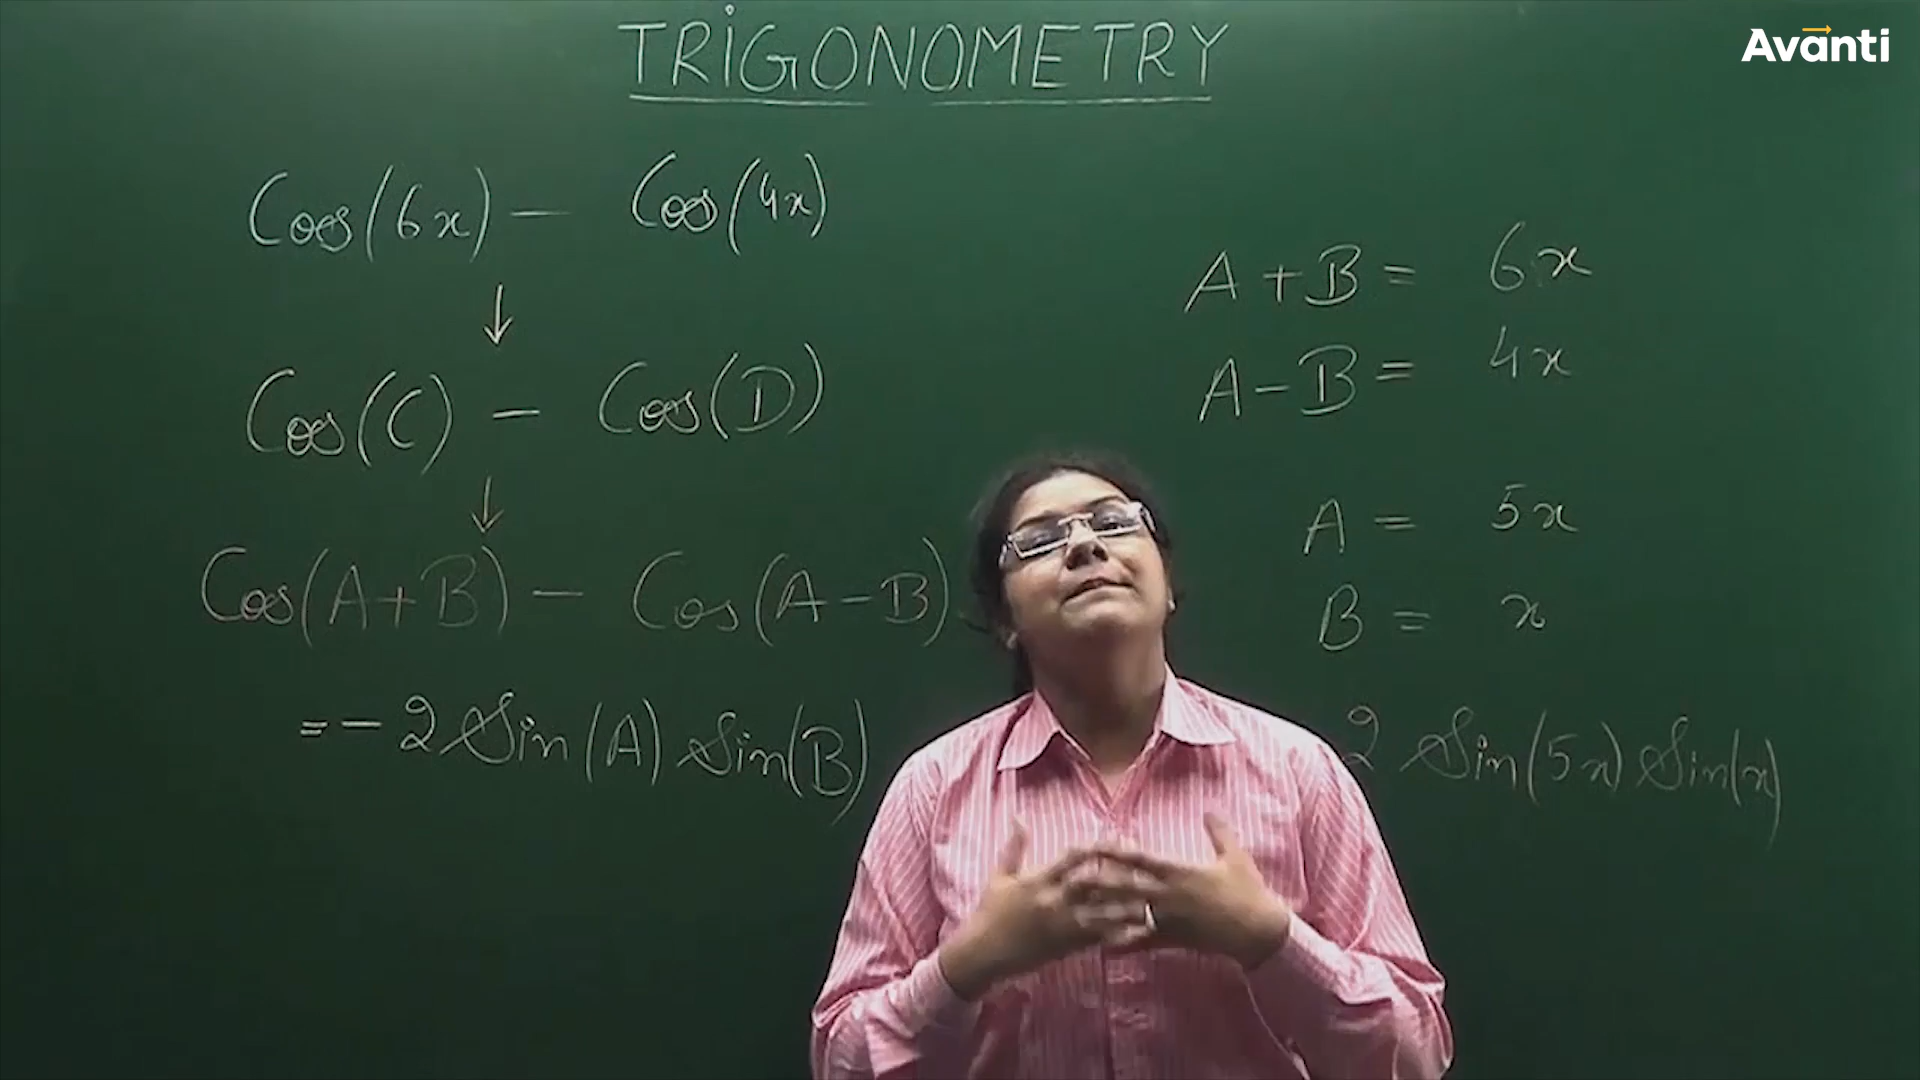 TRIGONOMETRY
Avanti
Cos(6x) − Cos(4x)
↓
Cos(C) − Cos(D)
↓
Cos(A+B) − Cos(A−B)
= − 2 Sin(A) Sin(B)
A + B = 6x
A − B = 4x
A = 5x
B = x
2 Sin(5x) Sin(x)